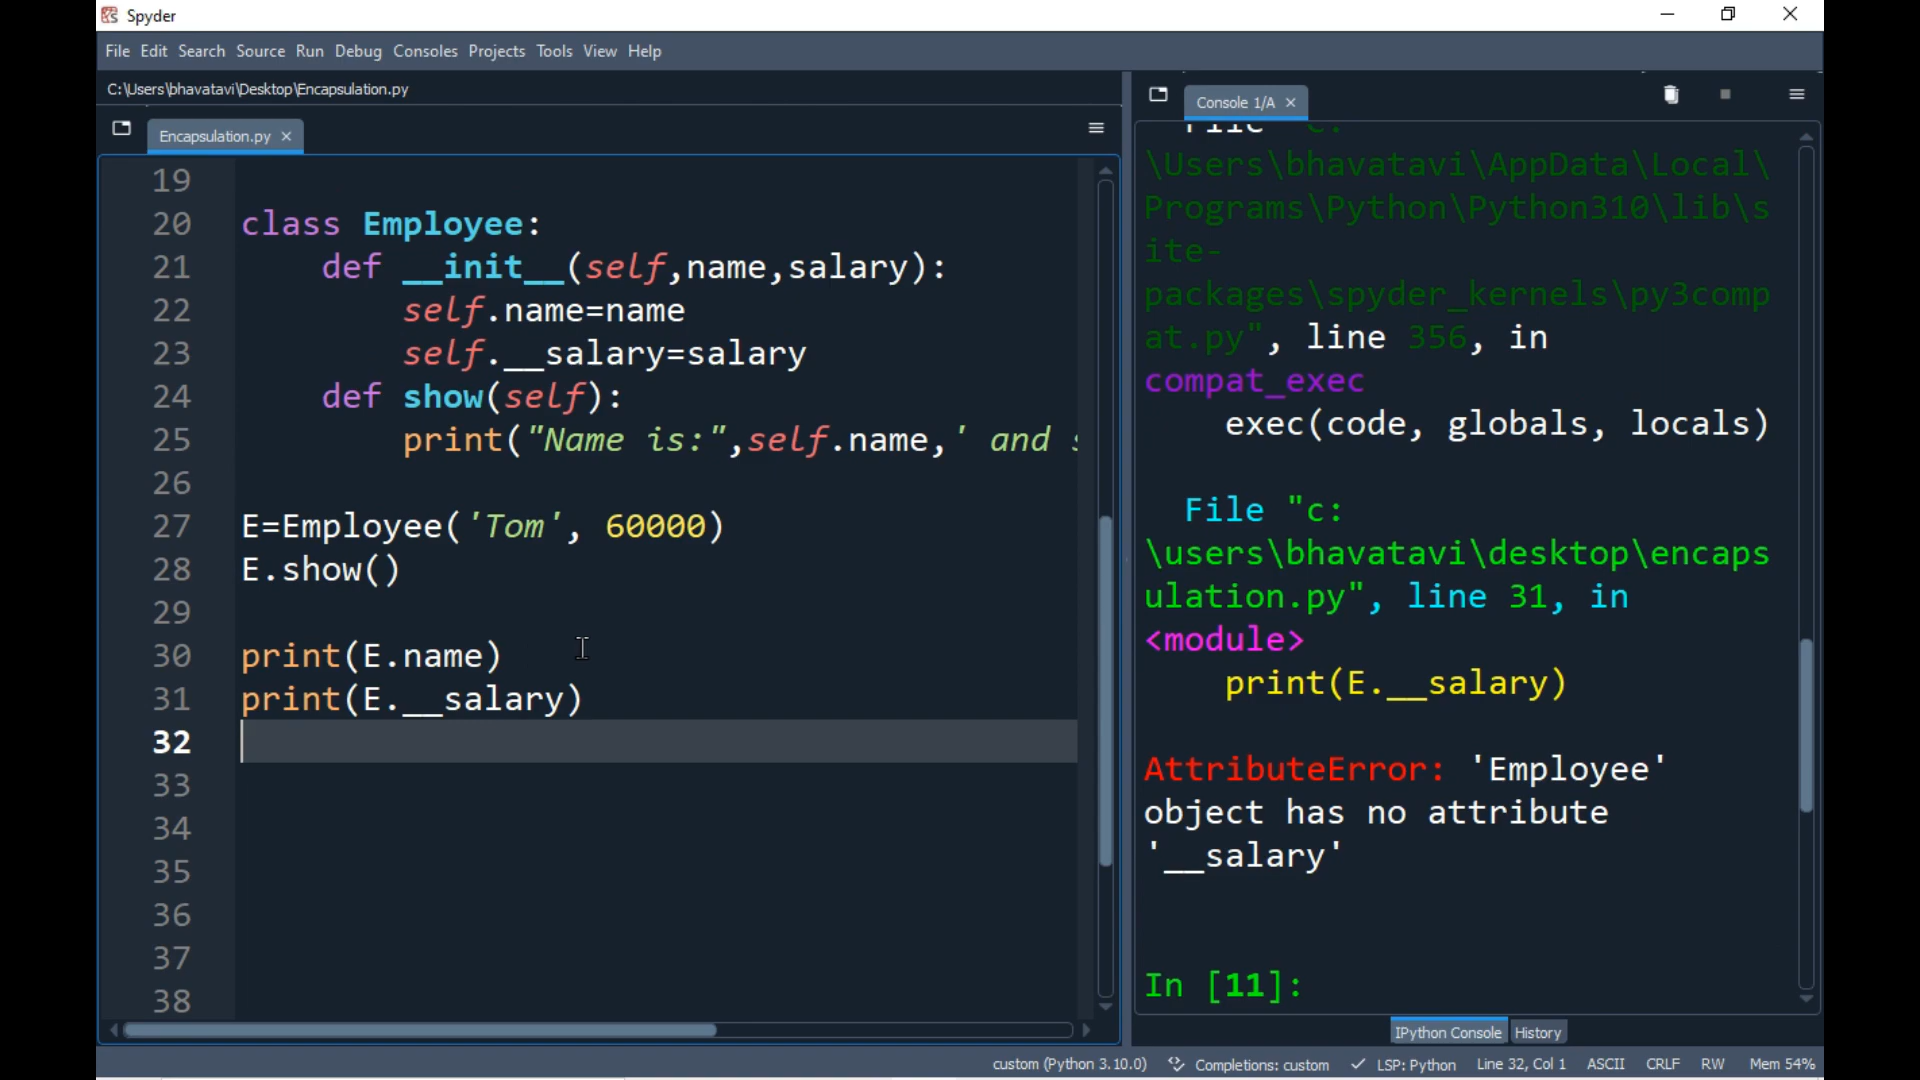 Spyder
File Edit Search Source Run Debug Consoles Projects Tools View Help
C:\Users\bhavatavi\Desktop\Encapsulation.py
Encapsulation.py
19
20 class Employee:
21     def __init__(self,name,salary):
22         self.name=name
23         self.__salary=salary
24     def show(self):
25         print("Name is:",self.name,' and
26
27 E=Employee('Tom', 60000)
28 E.show()
29
30 print(E.name)
31 print(E.__salary)
32
33
34
35
36
37
38
Console 1/A
File "c:
\Users\bhavatavi\AppData\Local\
Programs\Python\Python310\lib\s
ite-
packages\spyder_kernels\py3comp
at.py", line 356, in
compat_exec
    exec(code, globals, locals)
  File "c:
\users\bhavatavi\desktop\encaps
ulation.py", line 31, in
<module>
    print(E.__salary)
AttributeError: 'Employee'
object has no attribute
'__salary'
In [11]:
IPython Console History
custom (Python 3.10.0) Completions: custom LSP: Python Line 32, Col 1 ASCII CRLF RW Mem 54%